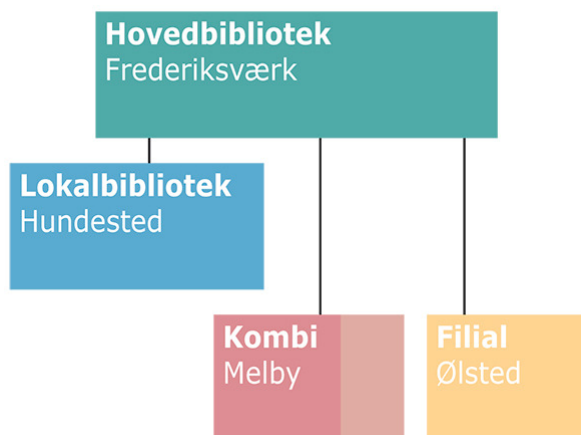 Hovedbibliotek
Frederiksværk
Lokalbibliotek
Hundested
Kombi
Melby
Filial
Ølsted